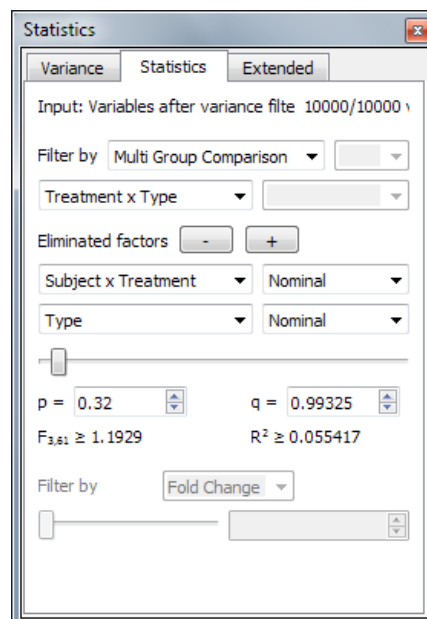 Statistics
Variance Statistics Extended
Input: Variables after variance filte 10000/10000 v
Filter by Multi Group Comparison
Treatment x Type
Eliminated factors - +
Subject x Treatment Nominal
Type Nominal
p = 0.32 q = 0.99325
F₃,₆₁ ≥ 1.1929 R² ≥ 0.055417
Filter by Fold Change